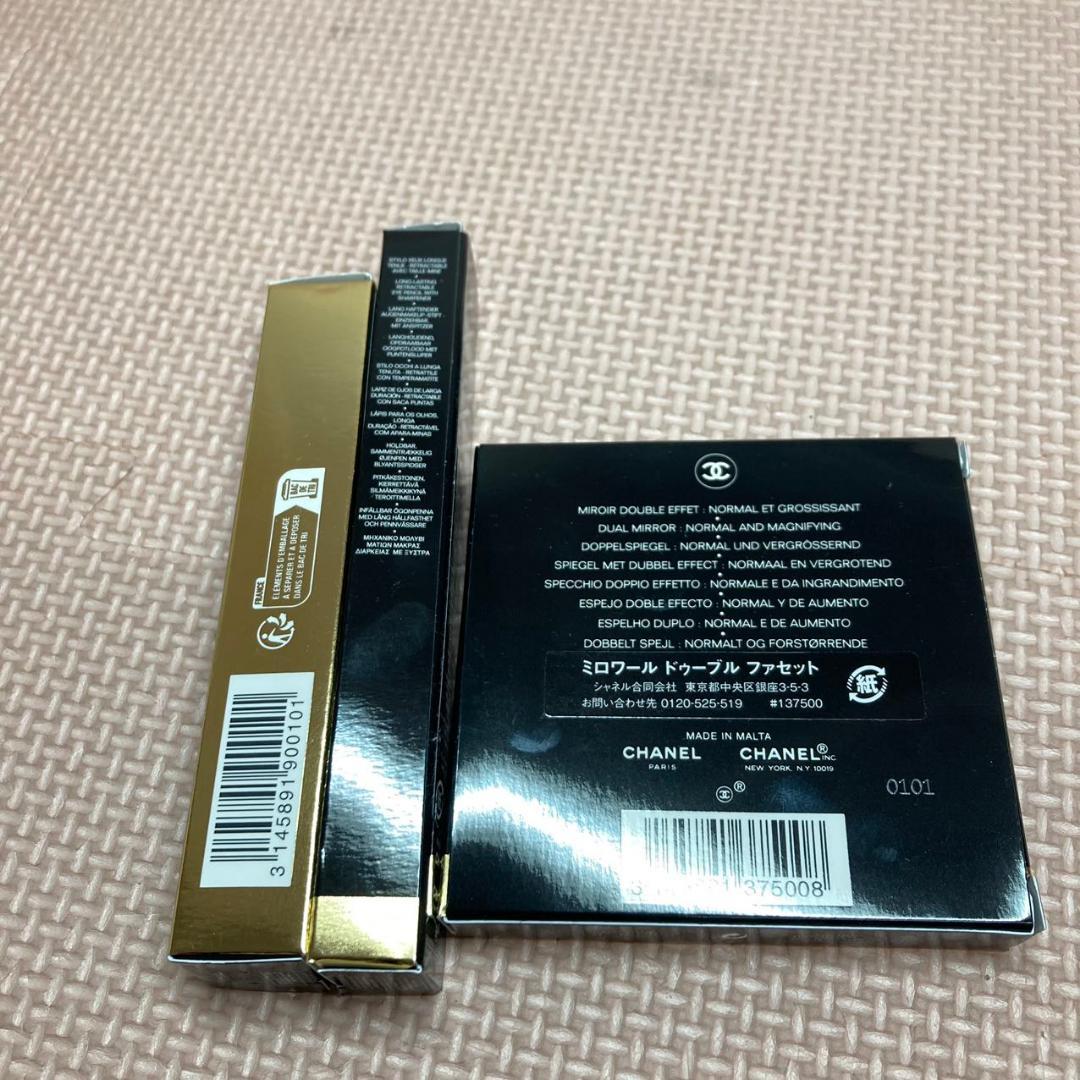 FRANCE
ÉLÉMENTS D'EMBALLAGE
À SÉPARER ET À DÉPOSER
DANS LE BAC DE TRI
BAC
DE
TRI
3 145891 900101
STYLO YEUX LONGUE
TENUE - RETRACTABLE
AVEC TAILLE-MINE
LONG-LASTING,
RETRACTABLE
EYE PENCIL WITH
SHARPENER
LANG HAFTENDER
AUGENMAKEUP-STIFT -
EINZIEHBAR,
MIT ANSPITZER
LANGHOUDEND,
OPDRAAIBAAR
OOGPOTLOOD MET
PUNTENSLIJPER
STILO OCCHI A LUNGA
TENUTA - RETRATTILE
CON TEMPERAMATITE
LAPIZ DE OJOS DE LARGA
DURACIÓN - RETRACTABLE
CON SACA PUNTAS
LÁPIS PARA OS OLHOS,
LONGA
DURAÇÃO - RETRACTÁVEL
COM APARA-MINAS
HOLDBAR,
SAMMENTRÆKKELIG
ØJENPEN MED
BLYANTSSPIDSER
PITKÄKESTOINEN,
KIERRETTÄVÄ
SILMÄMEIKKIKYNÄ
TEROITTIMELLA
INFÄLLBAR ÖGONPENNA
MED LÅNG HÅLLFASTHET
OCH PENNVÄSSARE
ΜΗΧΑΝΙΚΟ ΜΟΛΥΒΙ
ΜΑΤΙΩΝ ΜΑΚΡΑΣ
ΔΙΑΡΚΕΙΑΣ ΜΕ ΞΥΣΤΡΑ
MIROIR DOUBLE EFFET : NORMAL ET GROSSISSANT
DUAL MIRROR : NORMAL AND MAGNIFYING
DOPPELSPIEGEL : NORMAL UND VERGRÖSSERND
SPIEGEL MET DUBBEL EFFECT : NORMAAL EN VERGROTEND
SPECCHIO DOPPIO EFFETTO : NORMALE E DA INGRANDIMENTO
ESPEJO DOBLE EFECTO : NORMAL Y DE AUMENTO
ESPELHO DUPLO : NORMAL E DE AUMENTO
DOBBELT SPEJL : NORMALT OG FORSTØRRENDE
ミロワール ドゥーブル ファセット
シャネル合同会社 東京都中央区銀座3-5-3
お問い合わせ先 0120-525-519 #137500
紙
MADE IN MALTA
CHANEL CHANEL® INC
PARIS NEW YORK, N.Y 10019
®
0101
375008